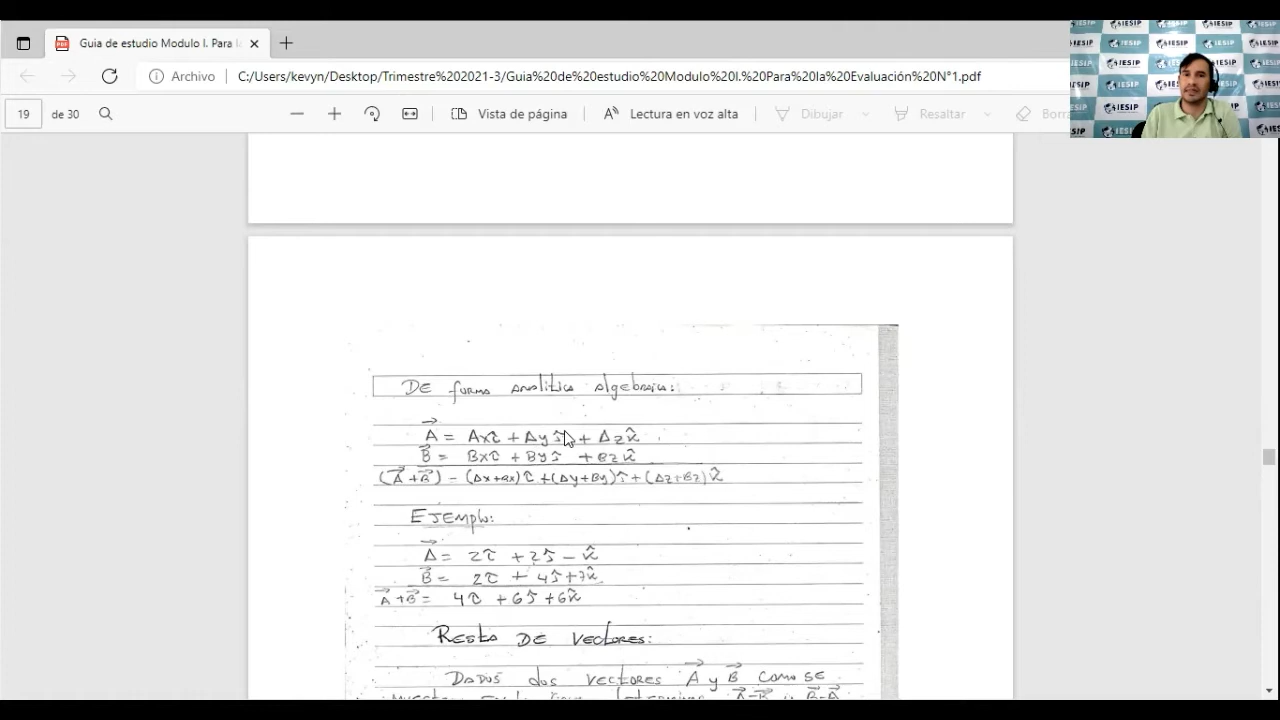 Guia de estudio Modulo I. Para la
Archivo
C:/Users/kevyn/Desktop/Trimestre%20II-3/Guia%20de%20estudio%20Modulo%20I.%20Para%20la%20Evaluación%20N°1.pdf
19 de 30
Vista de página
Lectura en voz alta
Dibujar
Resaltar
Borra
IESIP
DE forma analitica algebraica:
A⃗ = Axî + Ayĵ + Azk̂
B⃗ = Bxî + Byĵ + Bzk̂
(A⃗ + B⃗) = (Ax+Bx)î + (Ay+By)ĵ + (Az+Bz)k̂
EJEMPLO:
A⃗ = 2î + 2ĵ - k̂
B⃗ = 2î + 4ĵ + 7k̂
A⃗ + B⃗ = 4î + 6ĵ + 6k̂
RESTA DE VECTORES:
DADOS DOS VECTORES A⃗ y B⃗ COMO SE